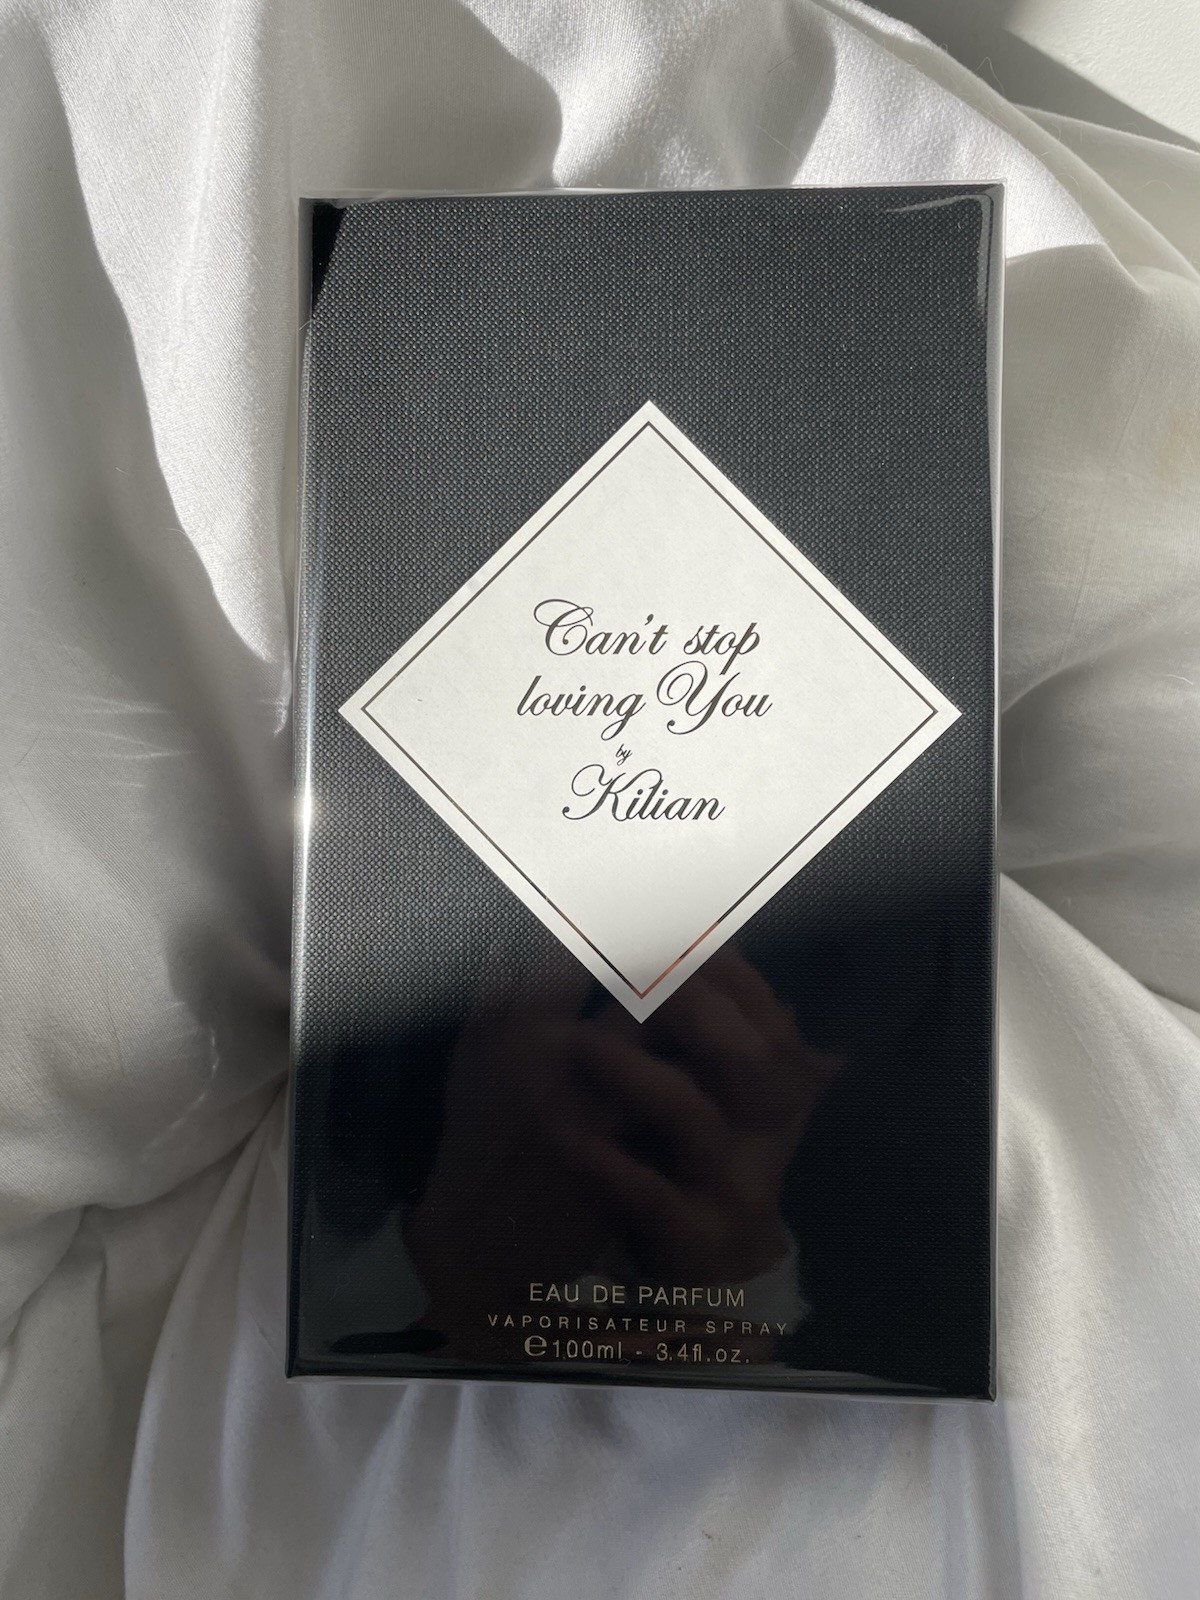 Can't stop
loving You
by
Kilian
EAU DE PARFUM
VAPORISATEUR SPRAY
℮100ml - 3.4fl.oz.